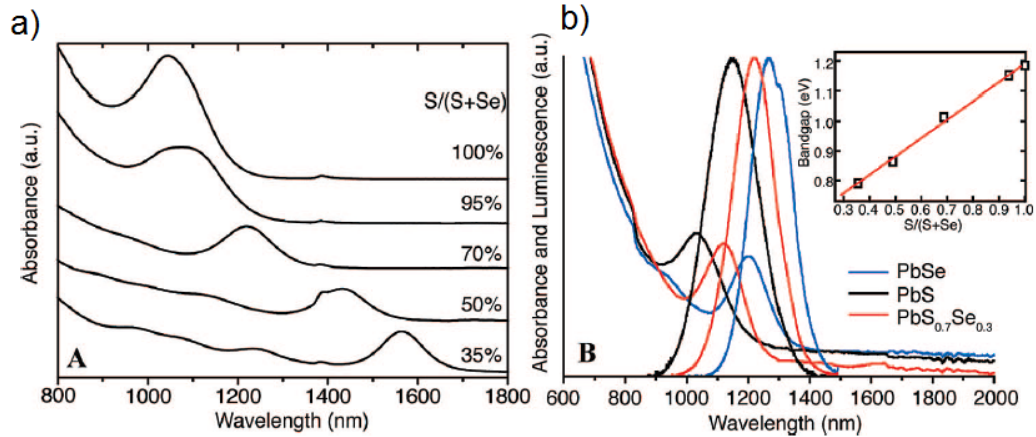 a)
Absorbance (a.u.)
S/(S+Se)
100%
95%
70%
50%
35%
A
800 1000 1200 1400 1600 1800
Wavelength (nm)
b)
Absorbance and Luminescence (a.u.)
Bandgap (eV)
1.2
1.1
1.0
0.9
0.8
0.3 0.4 0.5 0.6 0.7 0.8 0.9 1.0
S/(S+Se)
PbSe
PbS
PbS0.7Se0.3
B
600 800 1000 1200 1400 1600 1800 2000
Wavelength (nm)